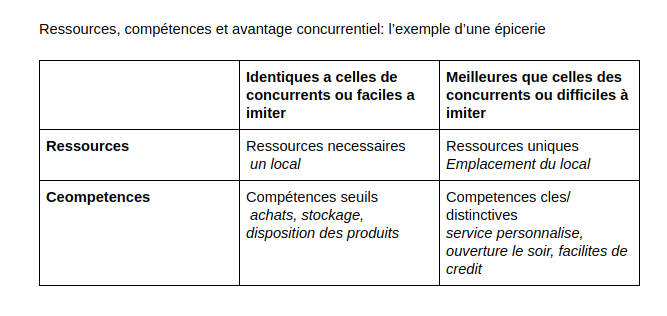 Ressources, compétences et avantage concurrentiel: l'exemple d'une épicerie
Identiques a celles de
concurrents ou faciles a
imiter
Meilleures que celles des
concurrents ou difficiles à
imiter
Ressources
Ressources necessaires
un local
Ressources uniques
Emplacement du local
Ceompetences
Compétences seuils
achats, stockage,
disposition des produits
Competences cles/
distinctives
service personnalise,
ouverture le soir, facilites de
credit